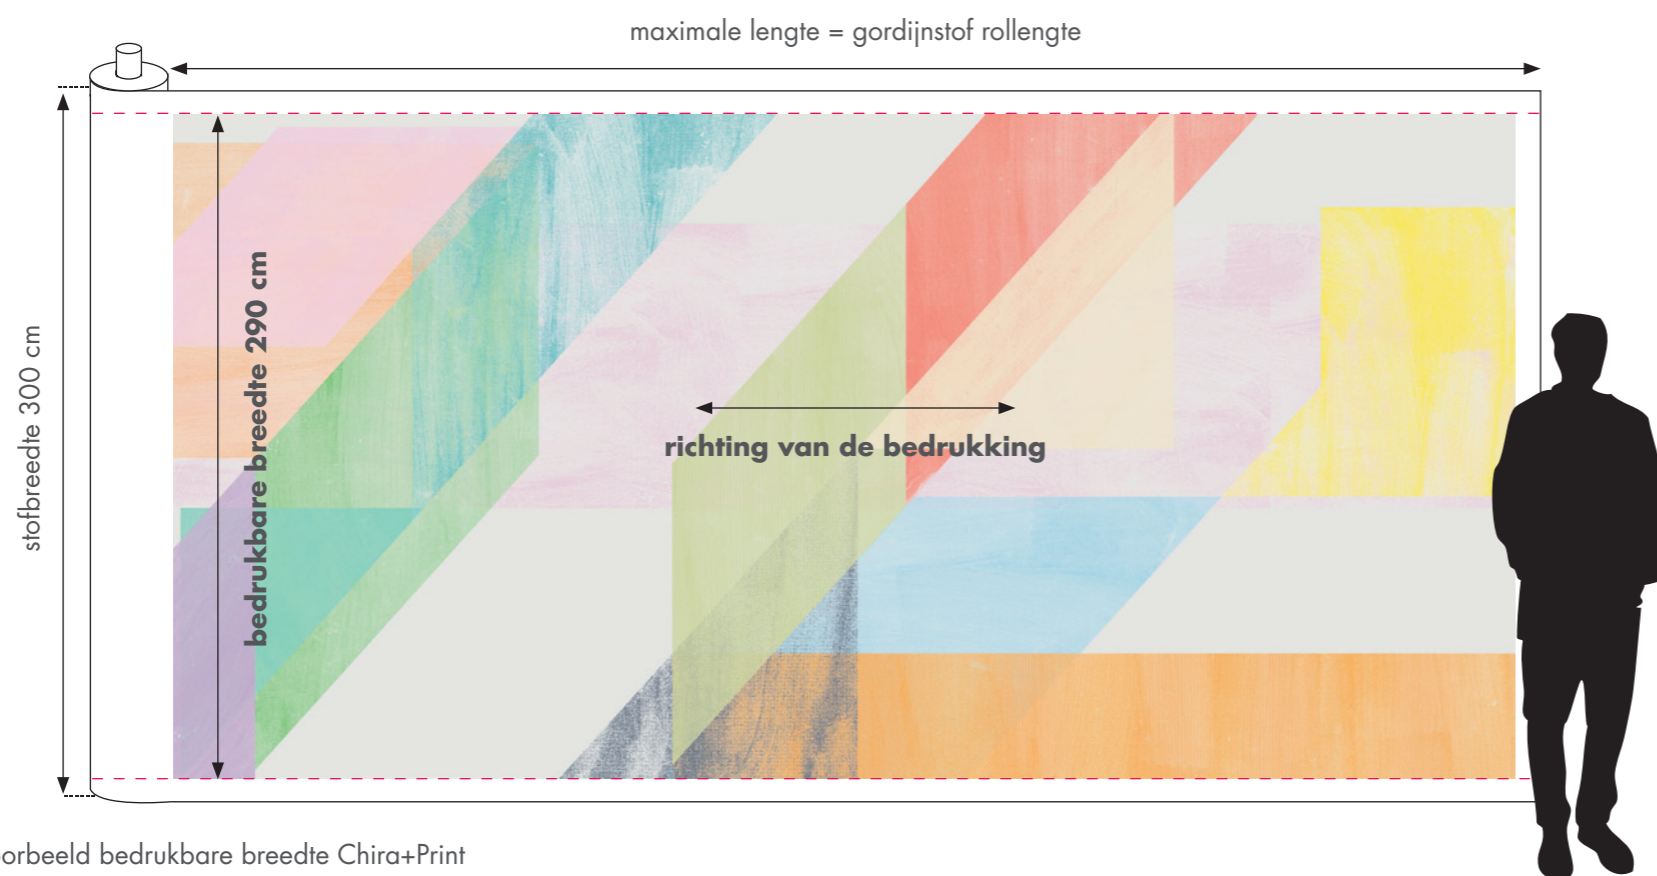 maximale lengte = gordijnstof rollengte
stofbreedte 300 cm
bedrukbare breedte 290 cm
richting van de bedrukking
orbeeld bedrukbare breedte Chira+Print